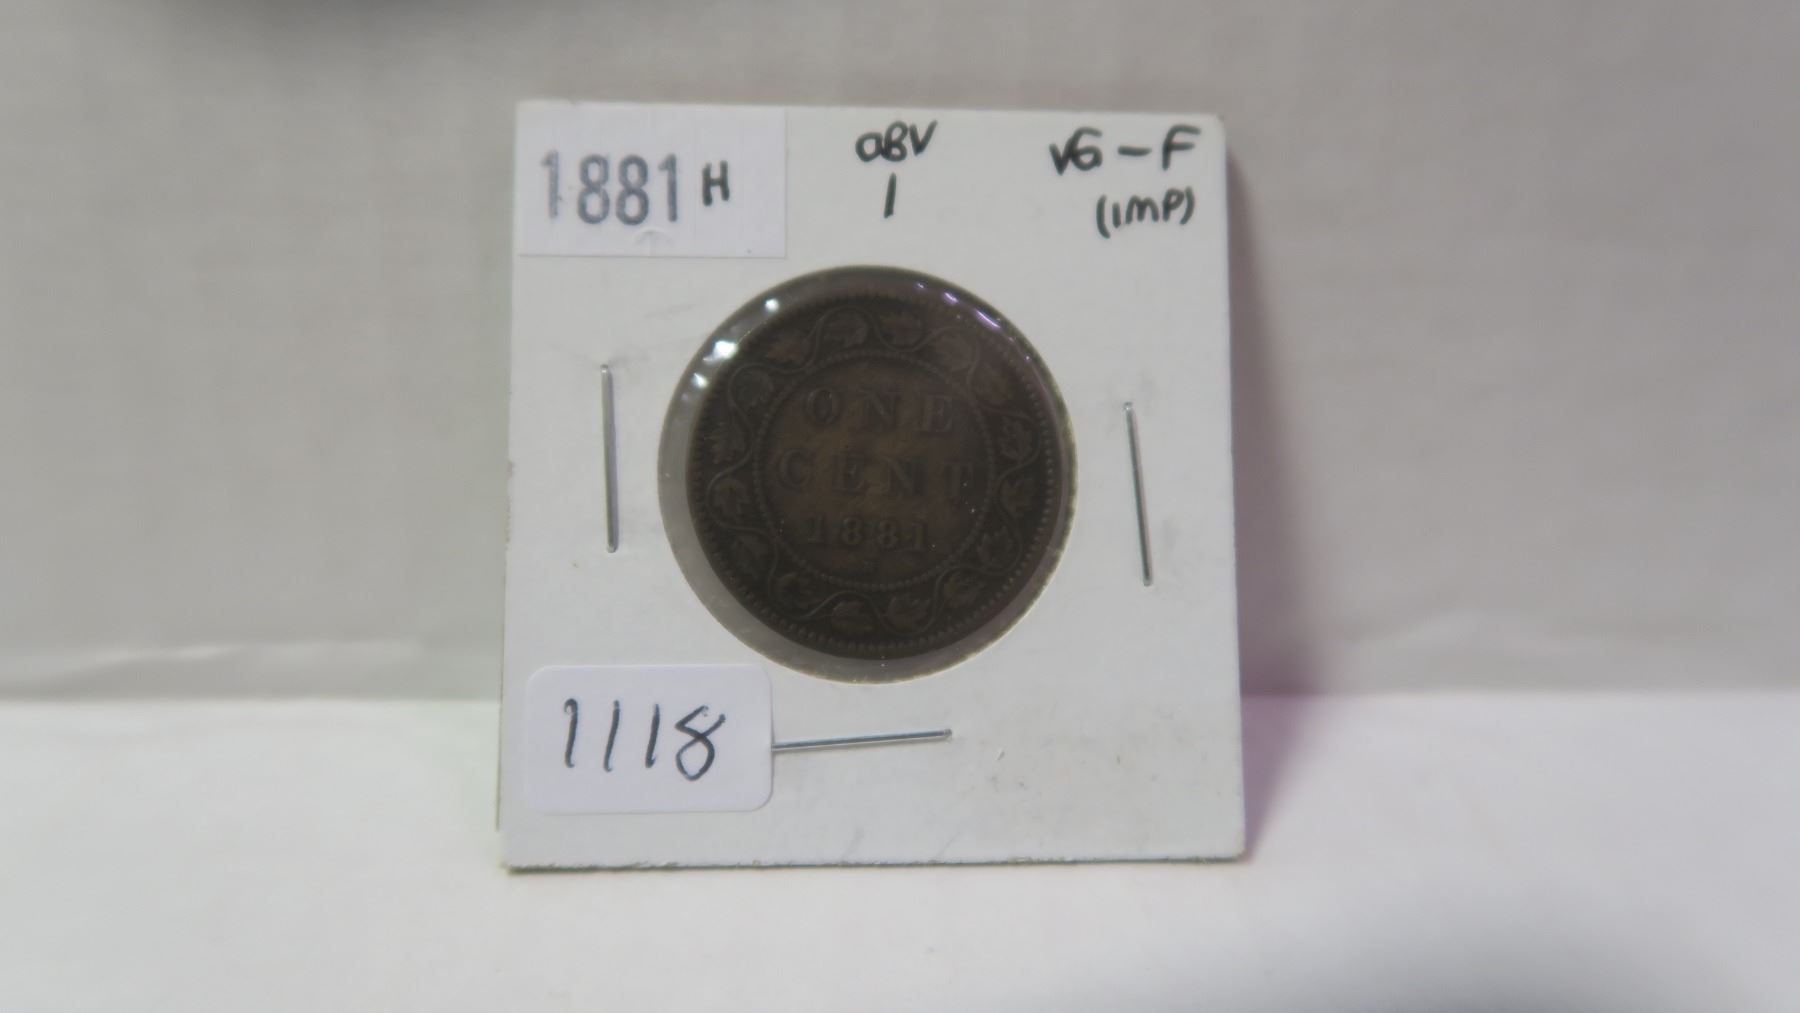 1881 H
OBV
1
VG-F
(IMP)
ONE
CENT
1881
H
1118